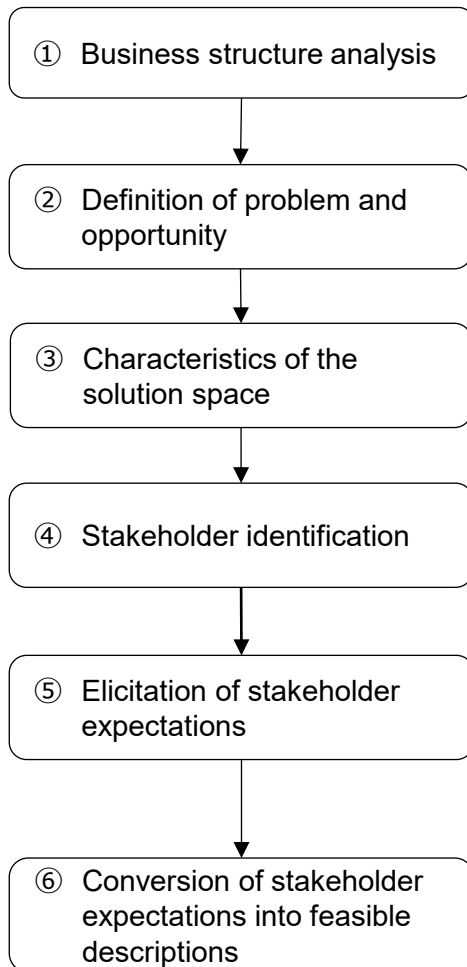 ① Business structure analysis
② Definition of problem and
opportunity
③ Characteristics of the
solution space
④ Stakeholder identification
⑤ Elicitation of stakeholder
expectations
⑥ Conversion of stakeholder
expectations into feasible
descriptions